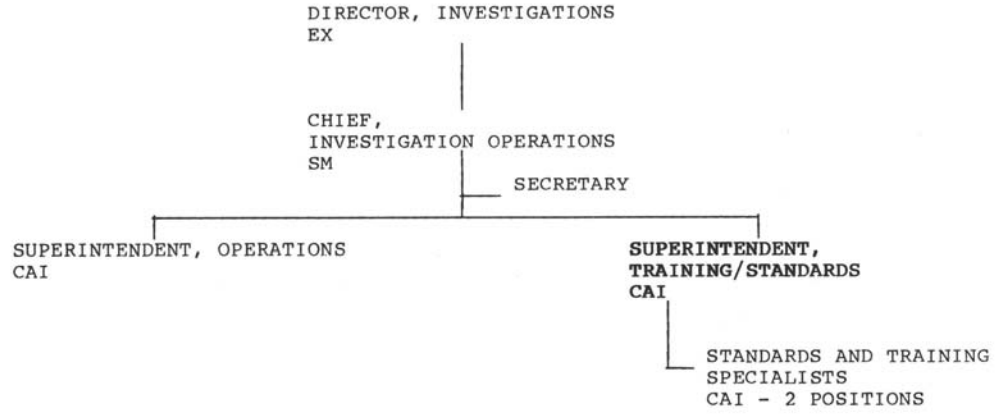 DIRECTOR, INVESTIGATIONS
EX
CHIEF,
INVESTIGATION OPERATIONS
SM
SECRETARY
SUPERINTENDENT, OPERATIONS
CAI
SUPERINTENDENT,
TRAINING/STANDARDS
CAI
STANDARDS AND TRAINING
SPECIALISTS
CAI - 2 POSITIONS